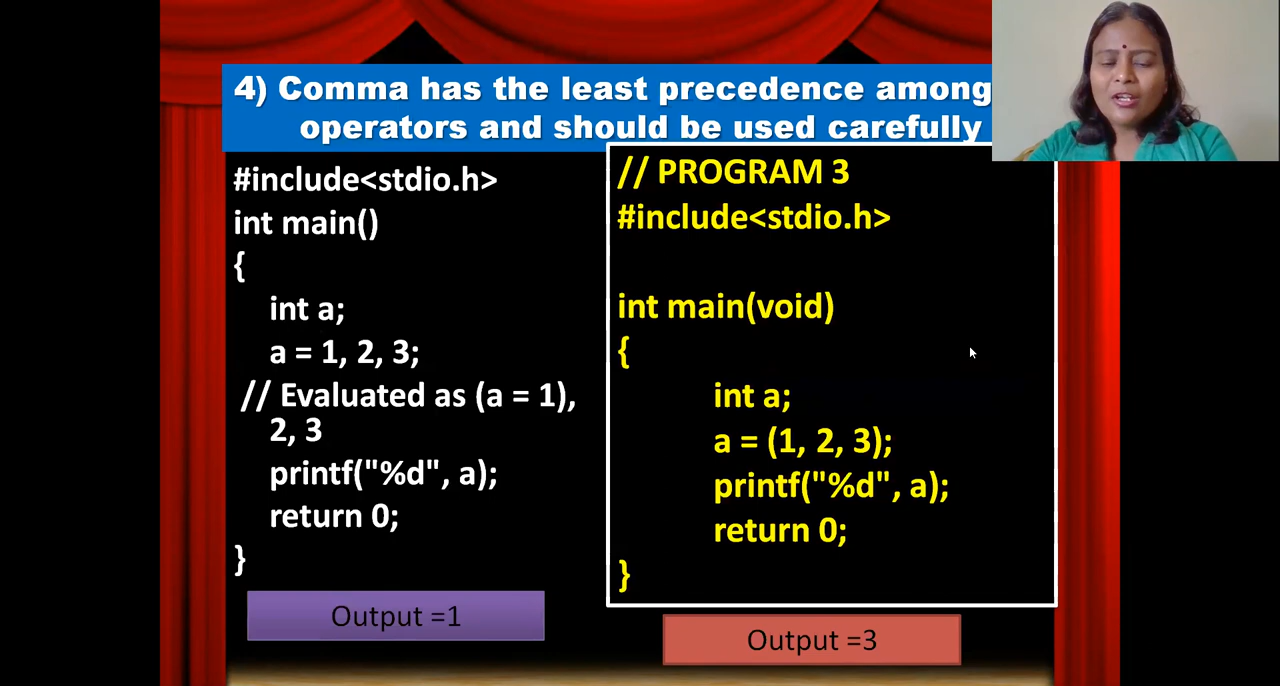 4) Comma has the least precedence among
operators and should be used carefully
#include<stdio.h>
int main()
{
int a;
a = 1, 2, 3;
// Evaluated as (a = 1),
2, 3
printf("%d", a);
return 0;
}
Output =1
// PROGRAM 3
#include<stdio.h>
int main(void)
{
int a;
a = (1, 2, 3);
printf("%d", a);
return 0;
}
Output =3